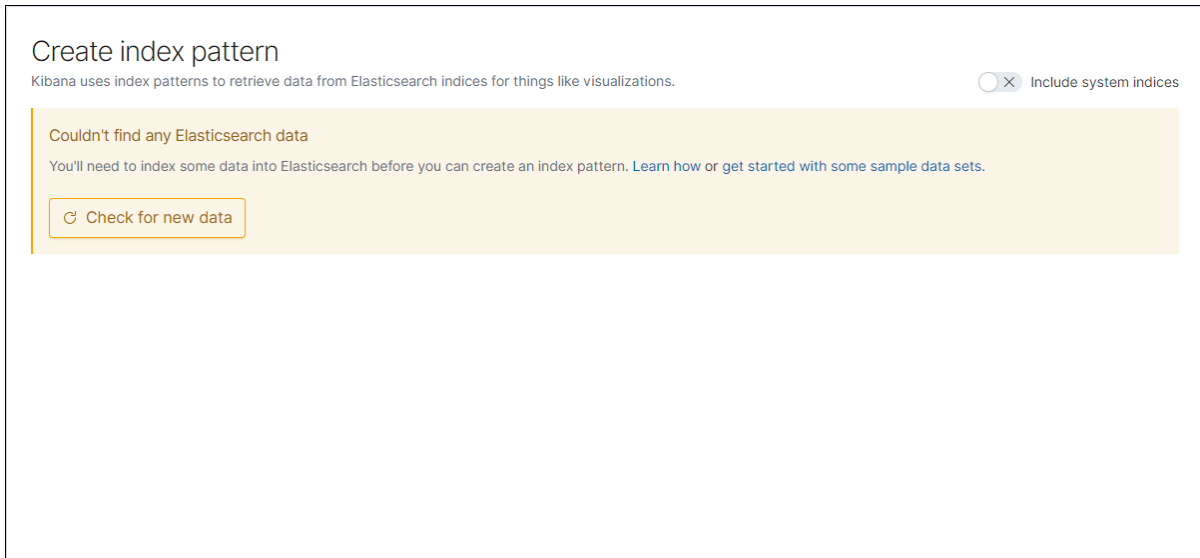 Create index pattern
Kibana uses index patterns to retrieve data from Elasticsearch indices for things like visualizations.
Include system indices
Couldn't find any Elasticsearch data
You'll need to index some data into Elasticsearch before you can create an index pattern. Learn how or get started with some sample data sets.
Check for new data